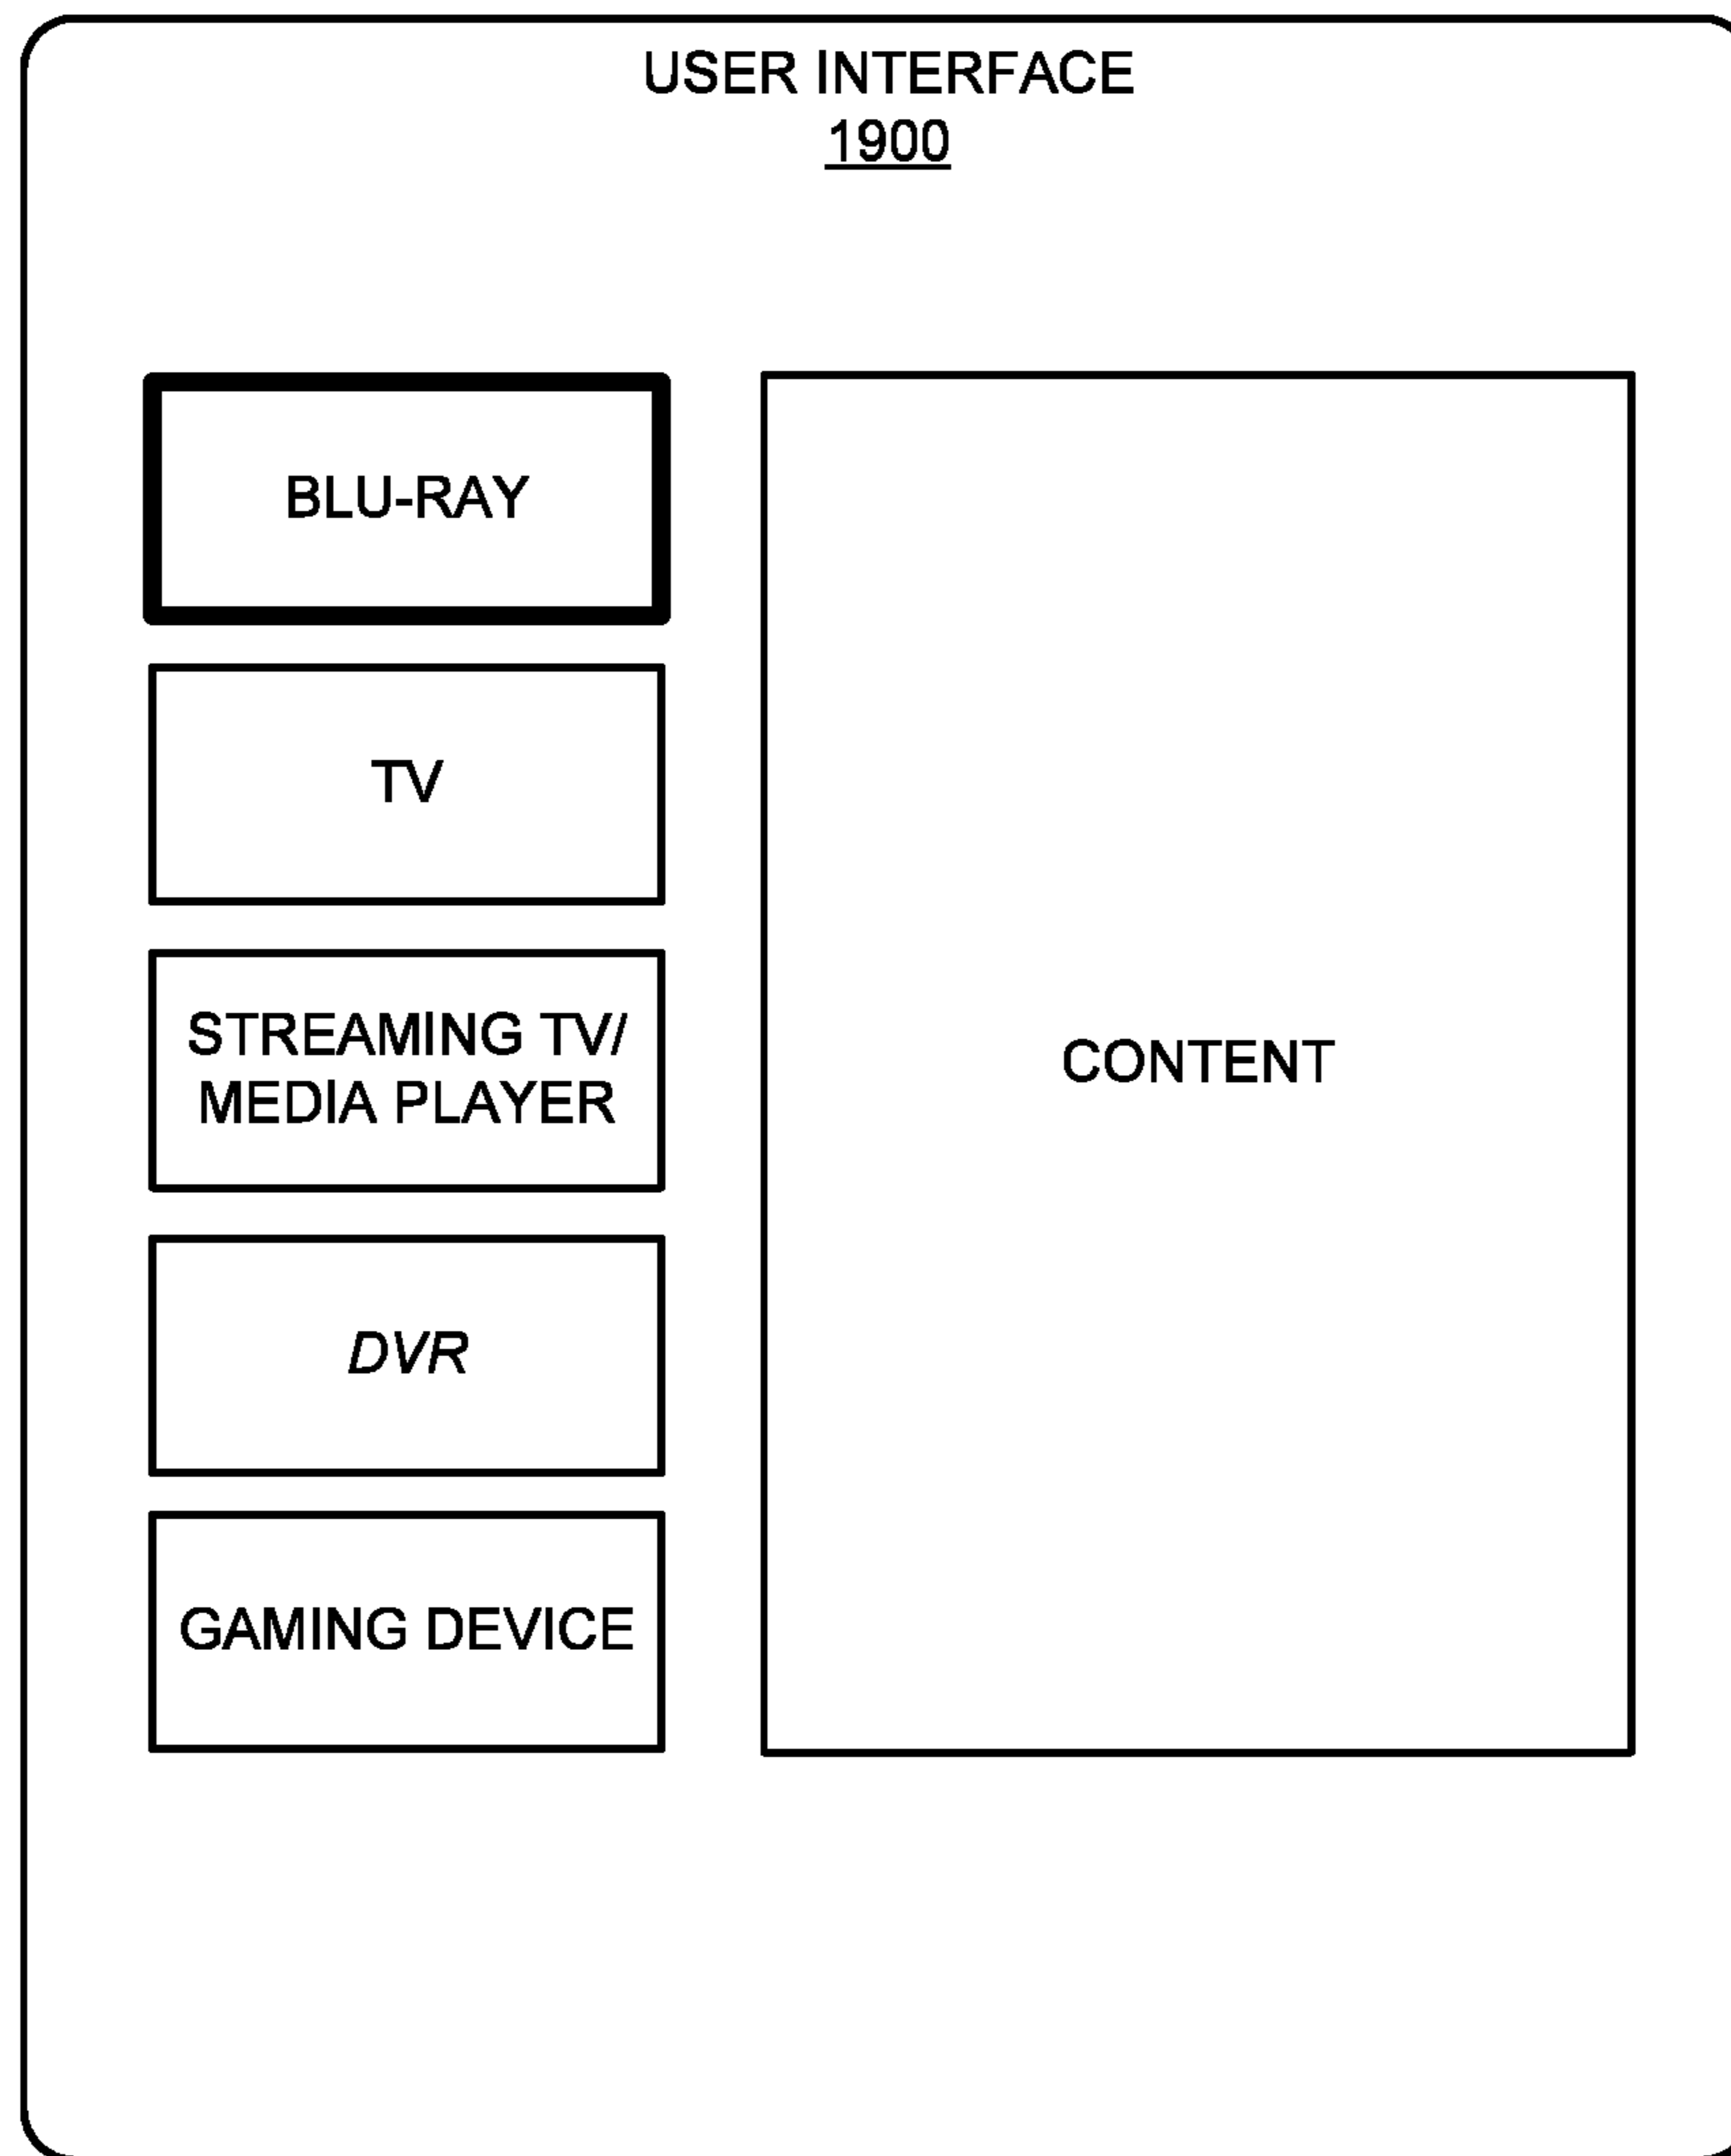 USER INTERFACE
1900
BLU-RAY
TV
STREAMING TV/
MEDIA PLAYER
DVR
GAMING DEVICE
CONTENT